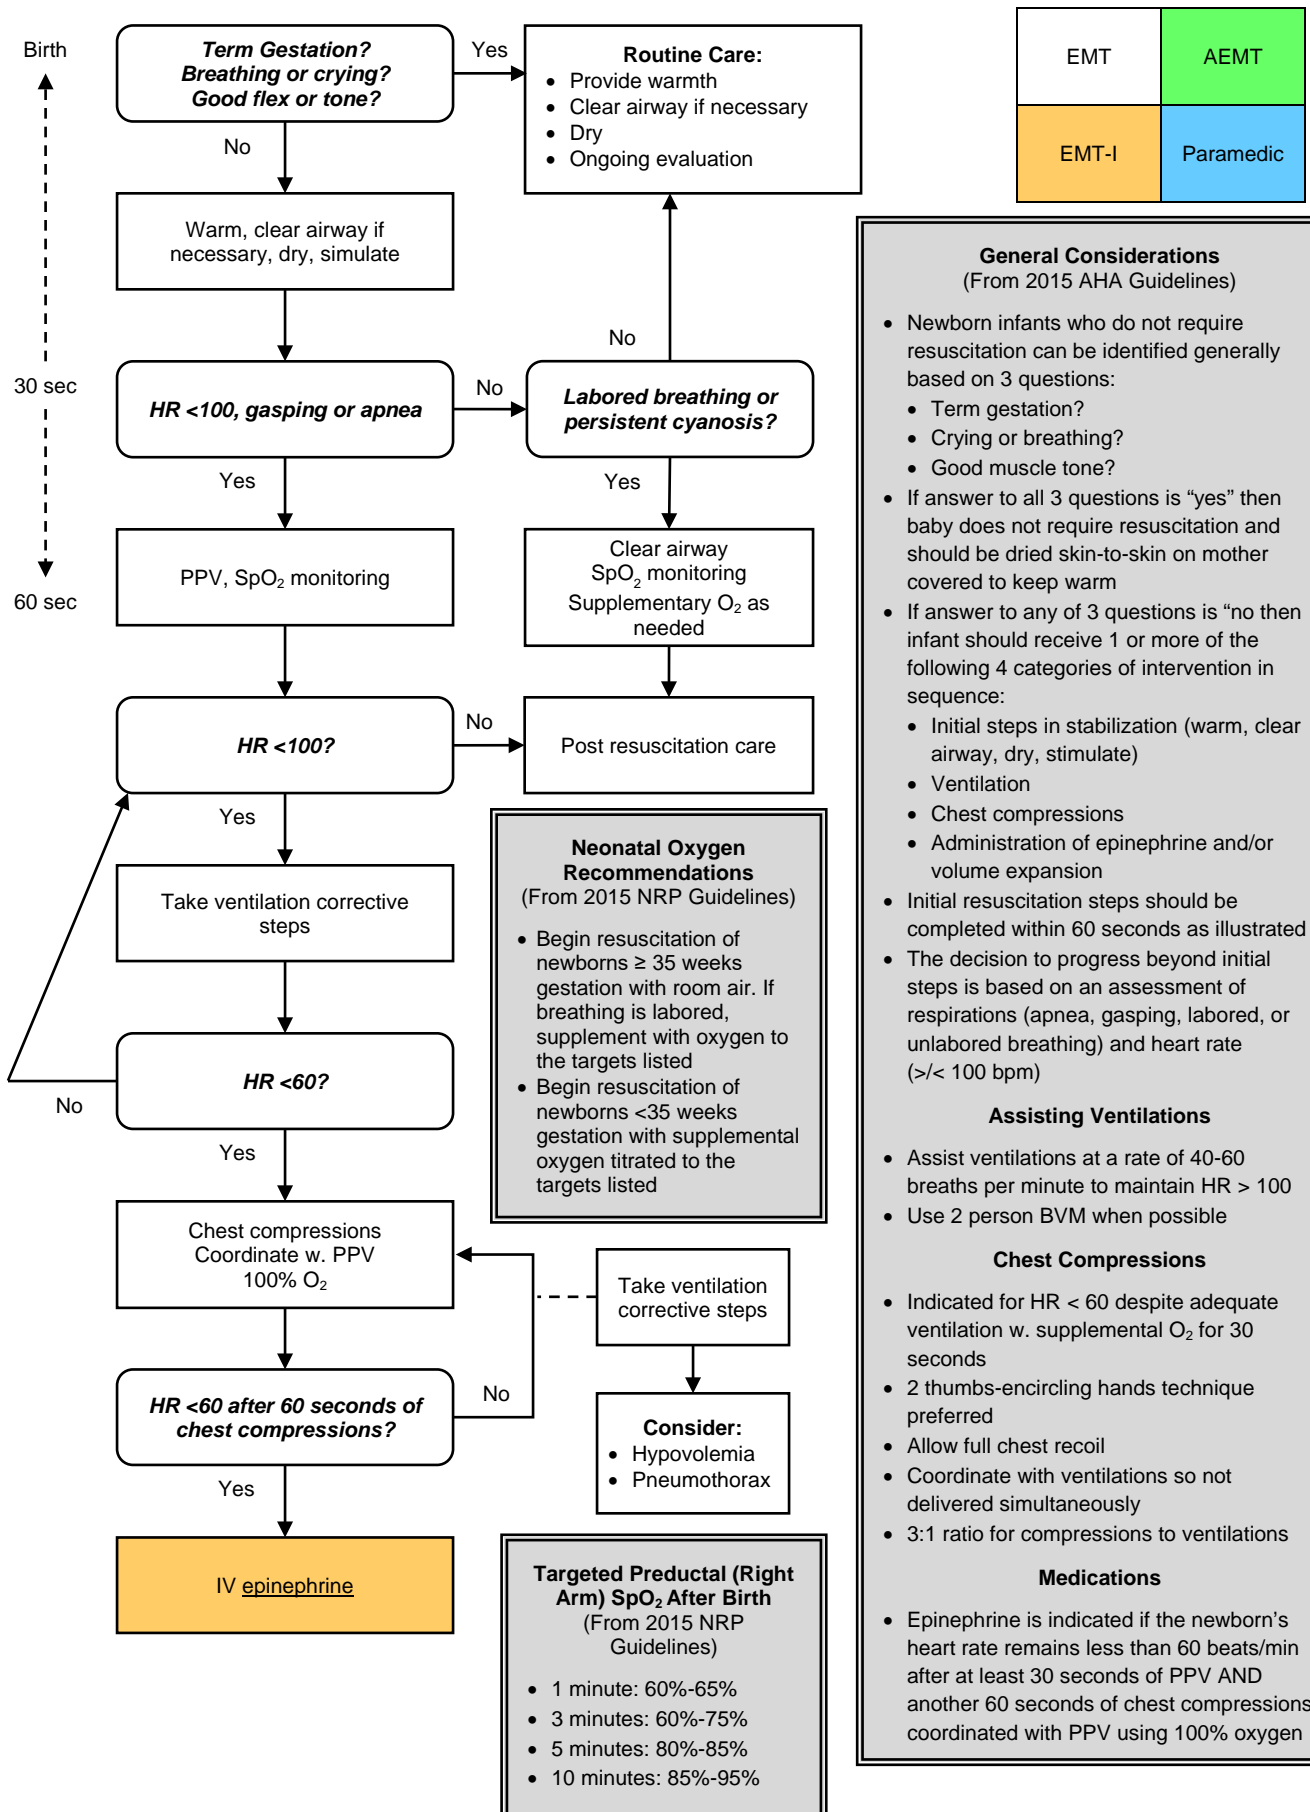 Birth
30 sec
60 sec
Term Gestation?
Breathing or crying?
Good flex or tone?
Yes
No
Routine Care:
• Provide warmth
• Clear airway if necessary
• Dry
• Ongoing evaluation
EMT
AEMT
EMT-I
Paramedic
Warm, clear airway if
necessary, dry, simulate
HR <100, gasping or apnea
No
Yes
Labored breathing or
persistent cyanosis?
No
Yes
PPV, SpO₂ monitoring
Clear airway
SpO₂ monitoring
Supplementary O₂ as
needed
HR <100?
No
Yes
Post resuscitation care
Take ventilation corrective
steps
HR <60?
No
Yes
Chest compressions
Coordinate w. PPV
100% O₂
Take ventilation
corrective steps
HR <60 after 60 seconds of
chest compressions?
No
Yes
Consider:
• Hypovolemia
• Pneumothorax
IV epinephrine
Neonatal Oxygen
Recommendations
(From 2015 NRP Guidelines)
• Begin resuscitation of
newborns ≥ 35 weeks
gestation with room air. If
breathing is labored,
supplement with oxygen to
the targets listed
• Begin resuscitation of
newborns <35 weeks
gestation with supplemental
oxygen titrated to the
targets listed
Targeted Preductal (Right
Arm) SpO₂ After Birth
(From 2015 NRP
Guidelines)
• 1 minute: 60%-65%
• 3 minutes: 60%-75%
• 5 minutes: 80%-85%
• 10 minutes: 85%-95%
General Considerations
(From 2015 AHA Guidelines)
• Newborn infants who do not require
resuscitation can be identified generally
based on 3 questions:
• Term gestation?
• Crying or breathing?
• Good muscle tone?
• If answer to all 3 questions is “yes” then
baby does not require resuscitation and
should be dried skin-to-skin on mother
covered to keep warm
• If answer to any of 3 questions is “no then
infant should receive 1 or more of the
following 4 categories of intervention in
sequence:
• Initial steps in stabilization (warm, clear
airway, dry, stimulate)
• Ventilation
• Chest compressions
• Administration of epinephrine and/or
volume expansion
• Initial resuscitation steps should be
completed within 60 seconds as illustrated
• The decision to progress beyond initial
steps is based on an assessment of
respirations (apnea, gasping, labored, or
unlabored breathing) and heart rate
(>/< 100 bpm)
Assisting Ventilations
• Assist ventilations at a rate of 40-60
breaths per minute to maintain HR > 100
• Use 2 person BVM when possible
Chest Compressions
• Indicated for HR < 60 despite adequate
ventilation w. supplemental O₂ for 30
seconds
• 2 thumbs-encircling hands technique
preferred
• Allow full chest recoil
• Coordinate with ventilations so not
delivered simultaneously
• 3:1 ratio for compressions to ventilations
Medications
• Epinephrine is indicated if the newborn’s
heart rate remains less than 60 beats/min
after at least 30 seconds of PPV AND
another 60 seconds of chest compressions
coordinated with PPV using 100% oxygen